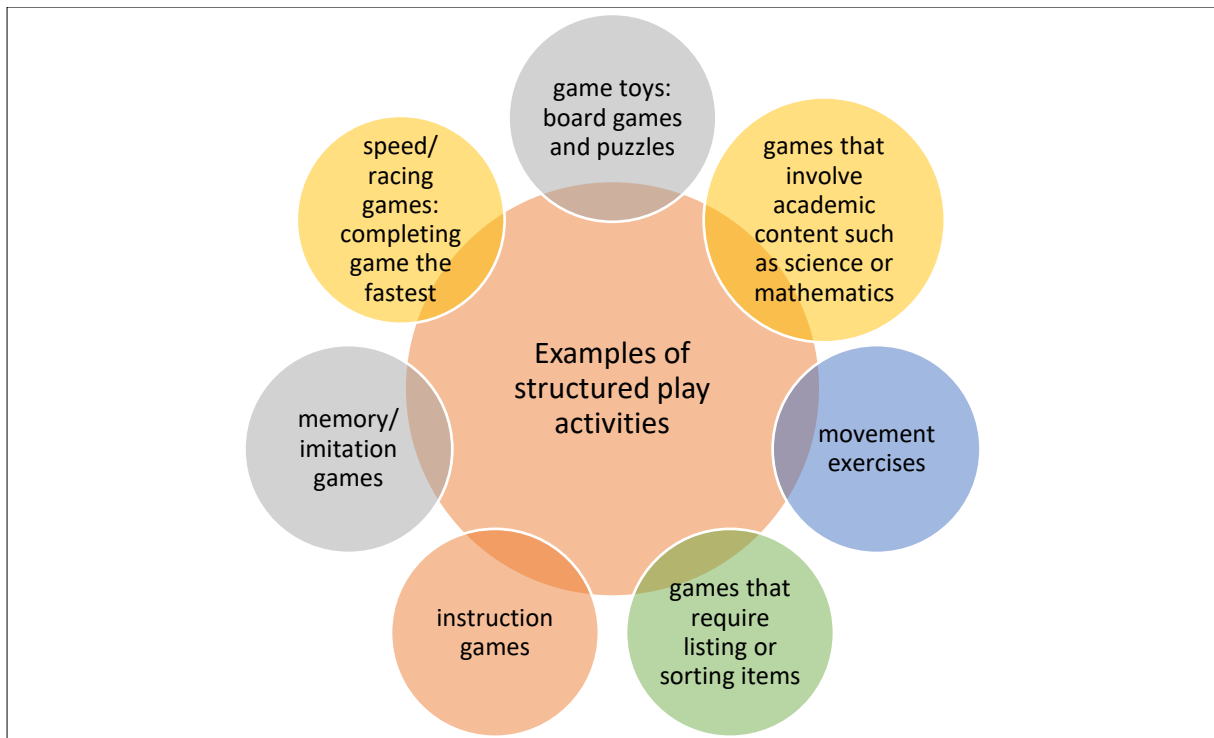 game toys:
board games
and puzzles
games that
involve
academic
content such
as science or
mathematics
movement
exercises
games that
require
listing or
sorting items
instruction
games
memory/
imitation
games
speed/
racing
games:
completing
game the
fastest
Examples of
structured play
activities